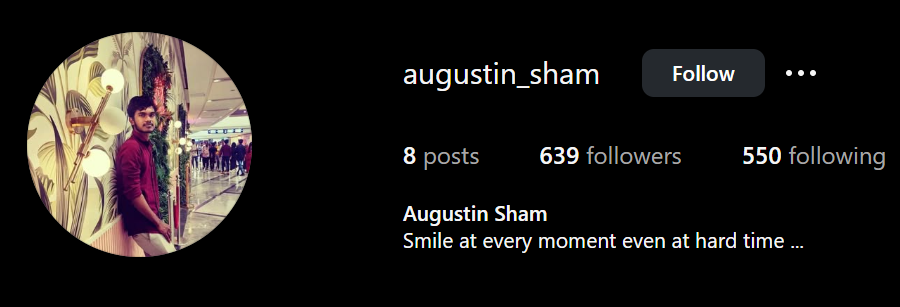 augustin_sham Follow
8 posts 639 followers 550 following
Augustin Sham
Smile at every moment even at hard time ...